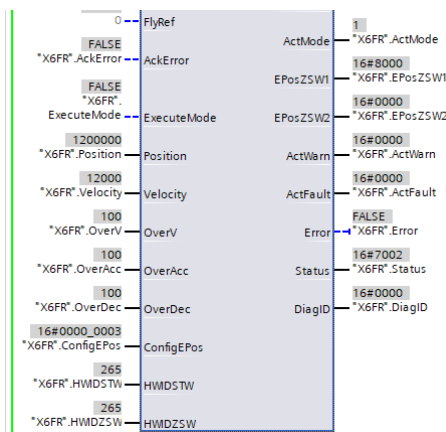 0 FlyRef
1
ActMode "X6FR".ActMode
FALSE
"X6FR".AckError AckError
16#8000
EPosZSW1 "X6FR".EPosZSW1
FALSE
"X6FR".
ExecuteMode ExecuteMode
16#0000
EPosZSW2 "X6FR".EPosZSW2
1200000
"X6FR".Position Position
16#0000
ActWarn "X6FR".ActWarn
12000
"X6FR".Velocity Velocity
16#0000
ActFault "X6FR".ActFault
100
"X6FR".OverV OverV
FALSE
Error "X6FR".Error
100
"X6FR".OverAcc OverAcc
16#7002
Status "X6FR".Status
100
"X6FR".OverDec OverDec
16#0000
DiagID "X6FR".DiagID
16#0000_0003
"X6FR".ConfigEPos ConfigEPos
265
"X6FR".HWIDSTW HWIDSTW
265
"X6FR".HWIDZSW HWIDZSW